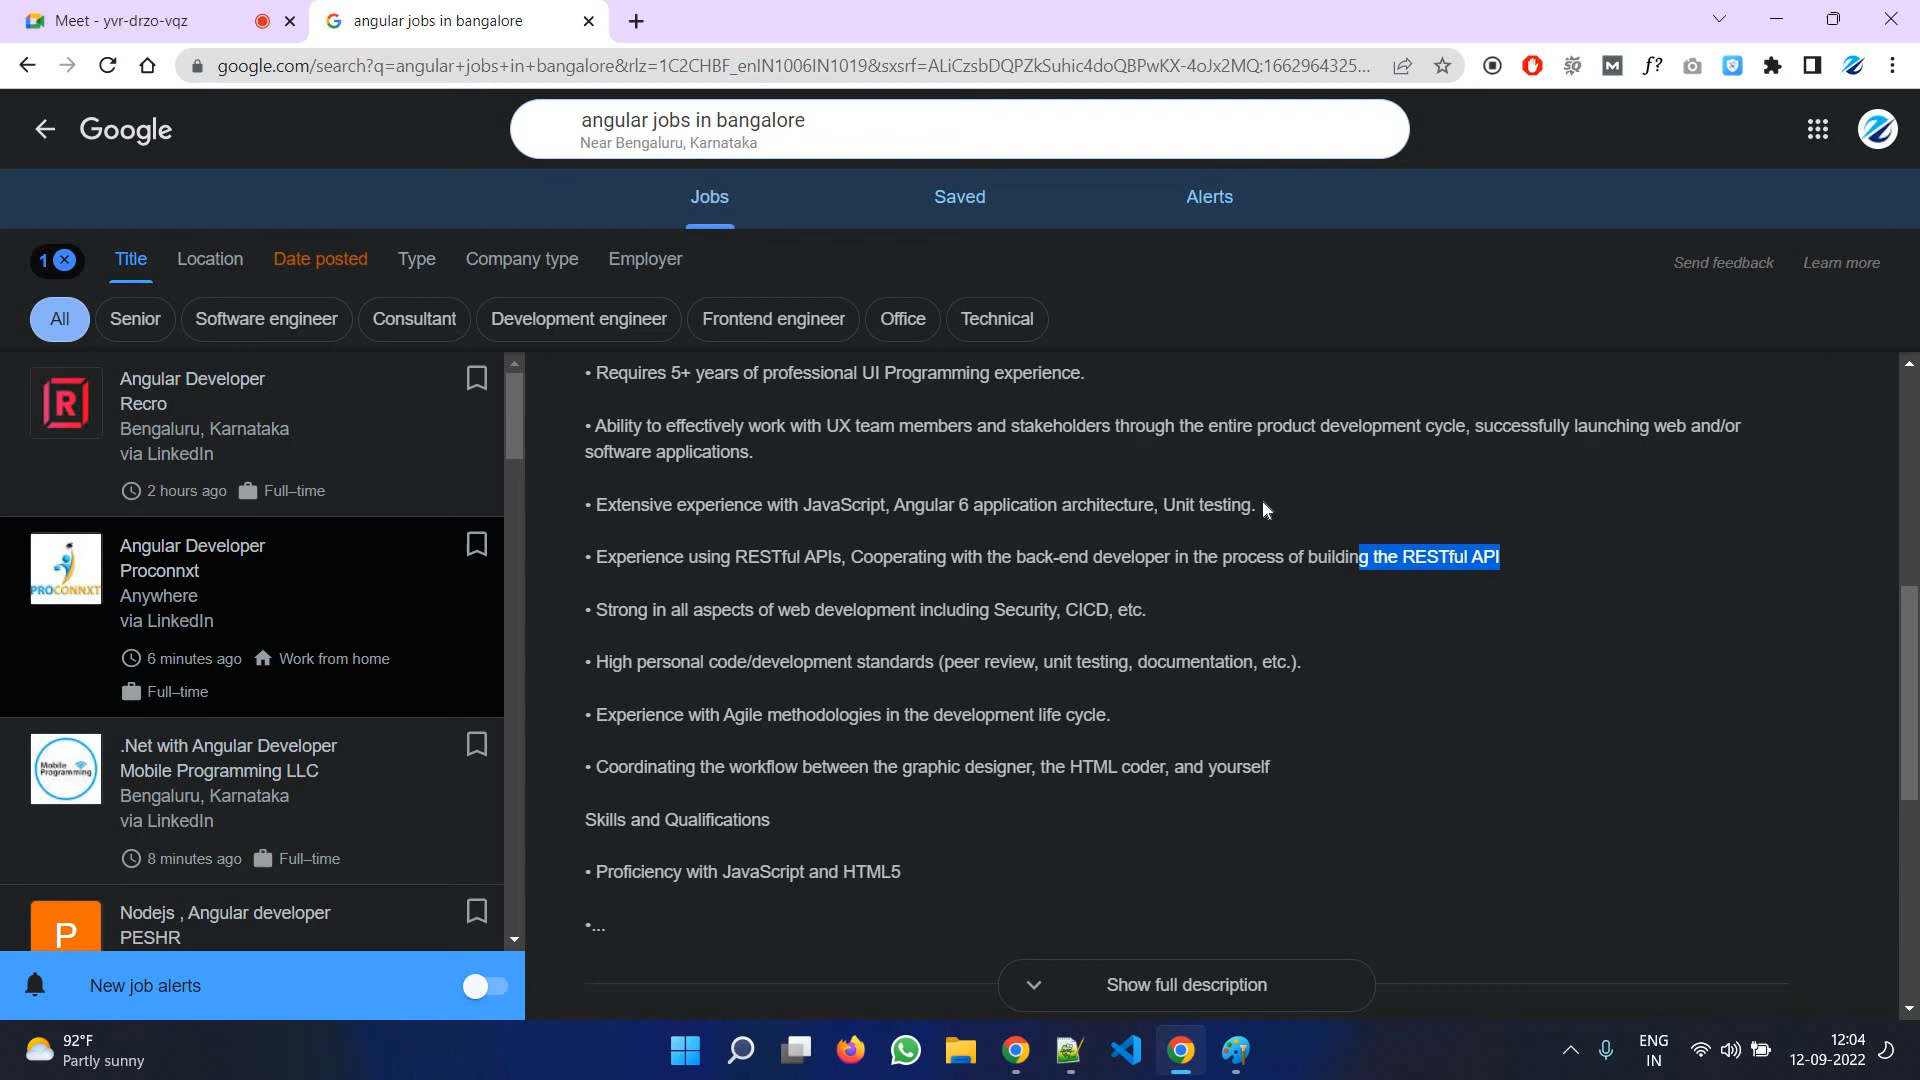 Meet - yvr-drzo-vqz
angular jobs in bangalore
google.com/search?q=angular+jobs+in+bangalore&rlz=1C2CHBF_enIN1006IN1019&sxsrf=ALiCzsbDQPZkSuhic4doQBPwKX-4oJx2MQ:1662964325...
Google
angular jobs in bangalore
Near Bengaluru, Karnataka
Jobs Saved Alerts
1 Title Location Date posted Type Company type Employer
Send feedback Learn more
All Senior Software engineer Consultant Development engineer Frontend engineer Office Technical
R
Angular Developer
Recro
Bengaluru, Karnataka
via LinkedIn
2 hours ago Full–time
PROCONNXT
Angular Developer
Proconnxt
Anywhere
via LinkedIn
6 minutes ago Work from home
Full–time
Mobile
Programming
.Net with Angular Developer
Mobile Programming LLC
Bengaluru, Karnataka
via LinkedIn
8 minutes ago Full–time
P
Nodejs , Angular developer
PESHR
New job alerts
• Requires 5+ years of professional UI Programming experience.
• Ability to effectively work with UX team members and stakeholders through the entire product development cycle, successfully launching web and/or
software applications.
• Extensive experience with JavaScript, Angular 6 application architecture, Unit testing.
• Experience using RESTful APIs, Cooperating with the back-end developer in the process of building the RESTful API
• Strong in all aspects of web development including Security, CICD, etc.
• High personal code/development standards (peer review, unit testing, documentation, etc.).
• Experience with Agile methodologies in the development life cycle.
• Coordinating the workflow between the graphic designer, the HTML coder, and yourself
Skills and Qualifications
• Proficiency with JavaScript and HTML5
•...
Show full description
92°F
Partly sunny
ENG
IN
12:04
12-09-2022